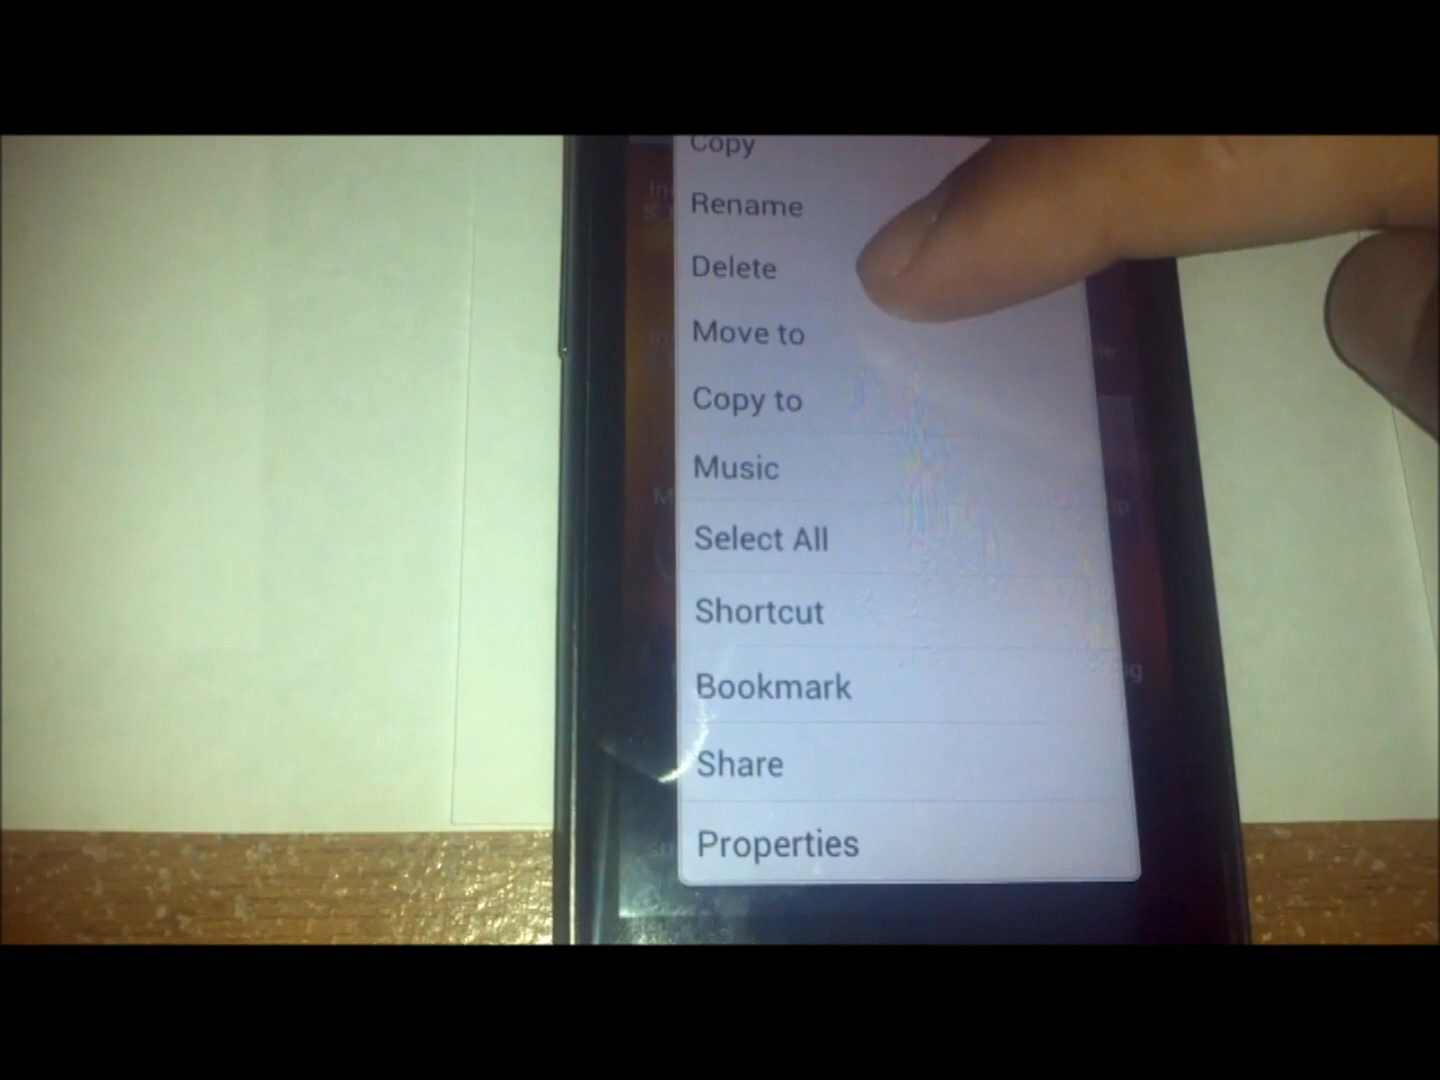 Copy
Rename
Delete
Move to
Copy to
Music
Select All
Shortcut
Bookmark
Share
Properties